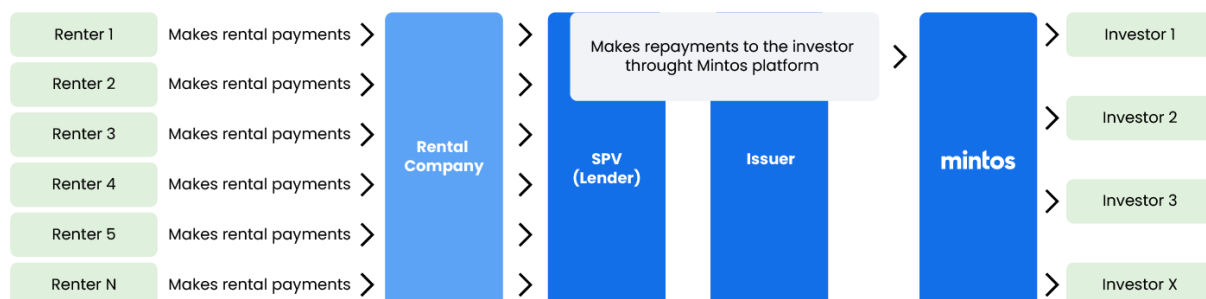 Renter 1
Makes rental payments
Renter 2
Makes rental payments
Renter 3
Makes rental payments
Renter 4
Makes rental payments
Renter 5
Makes rental payments
Renter N
Makes rental payments
Rental
Company
SPV
(Lender)
Makes repayments to the investor
throught Mintos platform
Issuer
mintos
Investor 1
Investor 2
Investor 3
Investor X